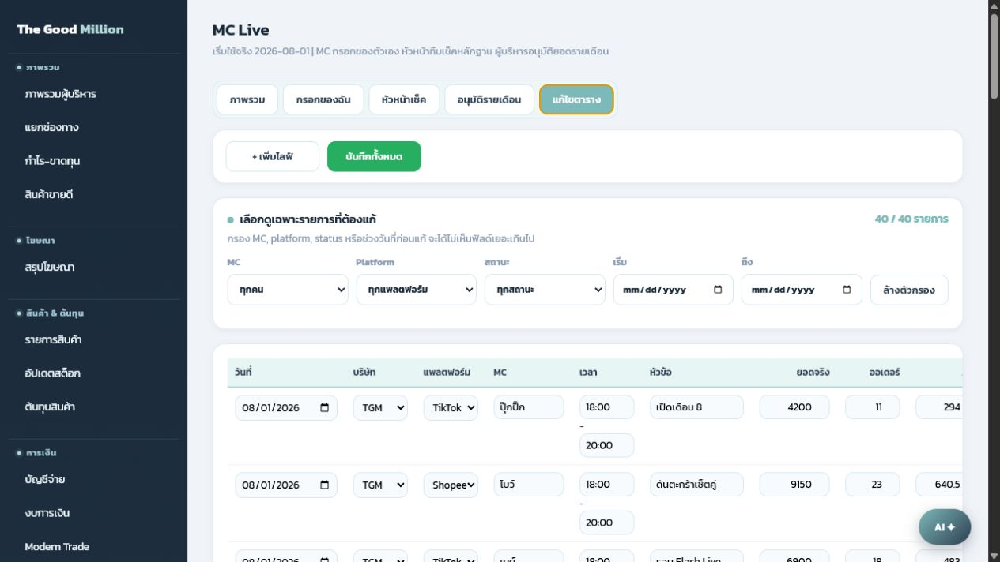 The Good Million
ภาพรวม
ภาพรวมผู้บริหาร
แยกช่องทาง
กำไร-ขาดทุน
สินค้าขายดี
โฆษณา
สรุปโฆษณา
สินค้า & ต้นทุน
รายการสินค้า
อัปเดตสต็อก
ต้นทุนสินค้า
การเงิน
บัญชีจ่าย
งบการเงิน
Modern Trade
MC Live
เริ่มใช้จริง 2026-08-01 | MC กรอกของตัวเอง หัวหน้าทีมเช็คหลักฐาน ผู้บริหารอนุมัติยอดรายเดือน
ภาพรวม กรอกของฉัน หัวหน้าเช็ค อนุมัติรายเดือน แก้ไขตาราง
+ เพิ่มไลฟ์ บันทึกทั้งหมด
เลือกดูเฉพาะรายการที่ต้องแก้ 40 / 40 รายการ
กรอง MC, platform, status หรือช่วงวันที่ก่อนแก้ จะได้ไม่เห็นฟิลด์เยอะเกินไป
MC Platform สถานะ เริ่ม ถึง
ทุกคน ทุกแพลตฟอร์ม ทุกสถานะ mm/dd/yyyy mm/dd/yyyy ล้างตัวกรอง
วันที่ บริษัท แพลตฟอร์ม MC เวลา หัวข้อ ยอดจริง ออเดอร์
08/01/2026 TGM TikTok ปุ๊กปิ๊ก 18:00 เปิดเดือน 8 4200 11 294
-
20:00
08/01/2026 TGM Shopee โบว์ 18:00 ดันตะกร้าเซ็ตคู่ 9150 23 640.5
-
20:00
AI
08/01/2026 TGM TikTok 18:00 Flash Live 6900 18 483